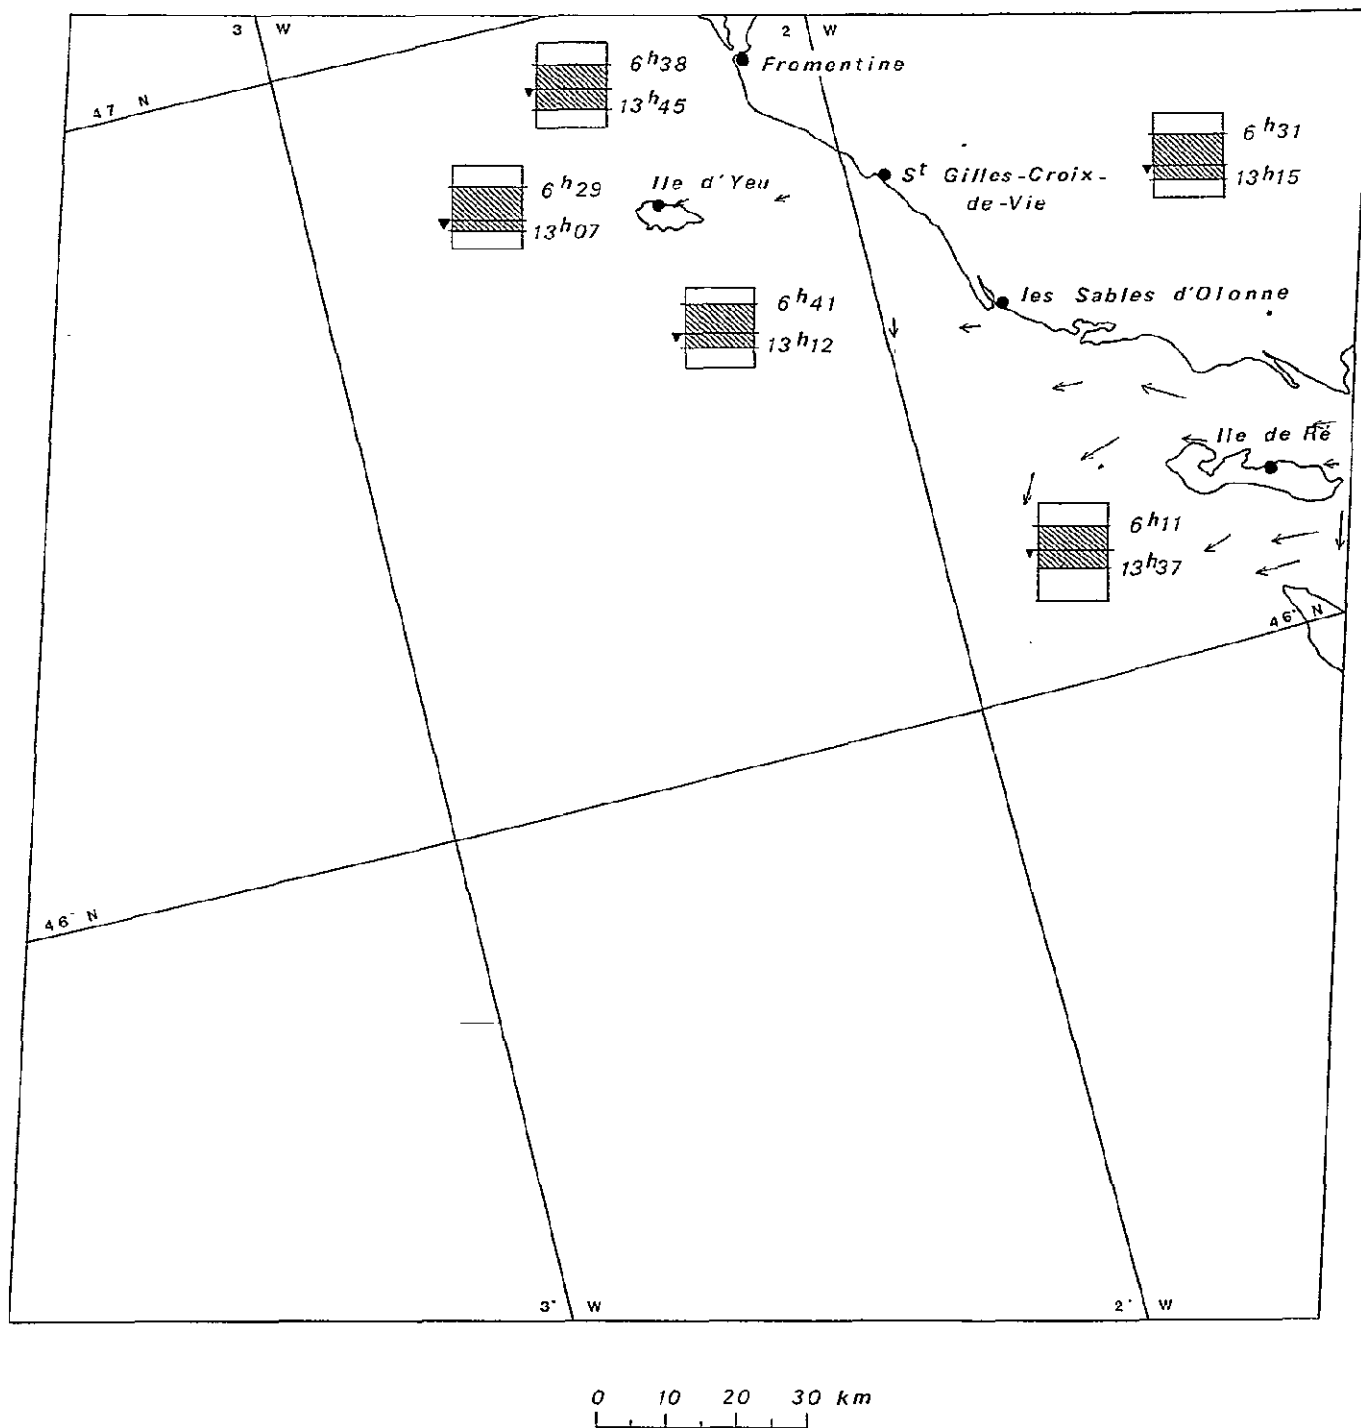 3 W
2 W
6h38
Fromentine
47 N
13h45
6h31
St Gilles-Croix-
13h15
de-Vie
Ile d'Yeu
6h29
13h07
les Sables d'Olonne
6h41
13h12
Ile de Ré
6h11
13h37
46° N
46° N
3° W
2° W
0 10 20 30 km